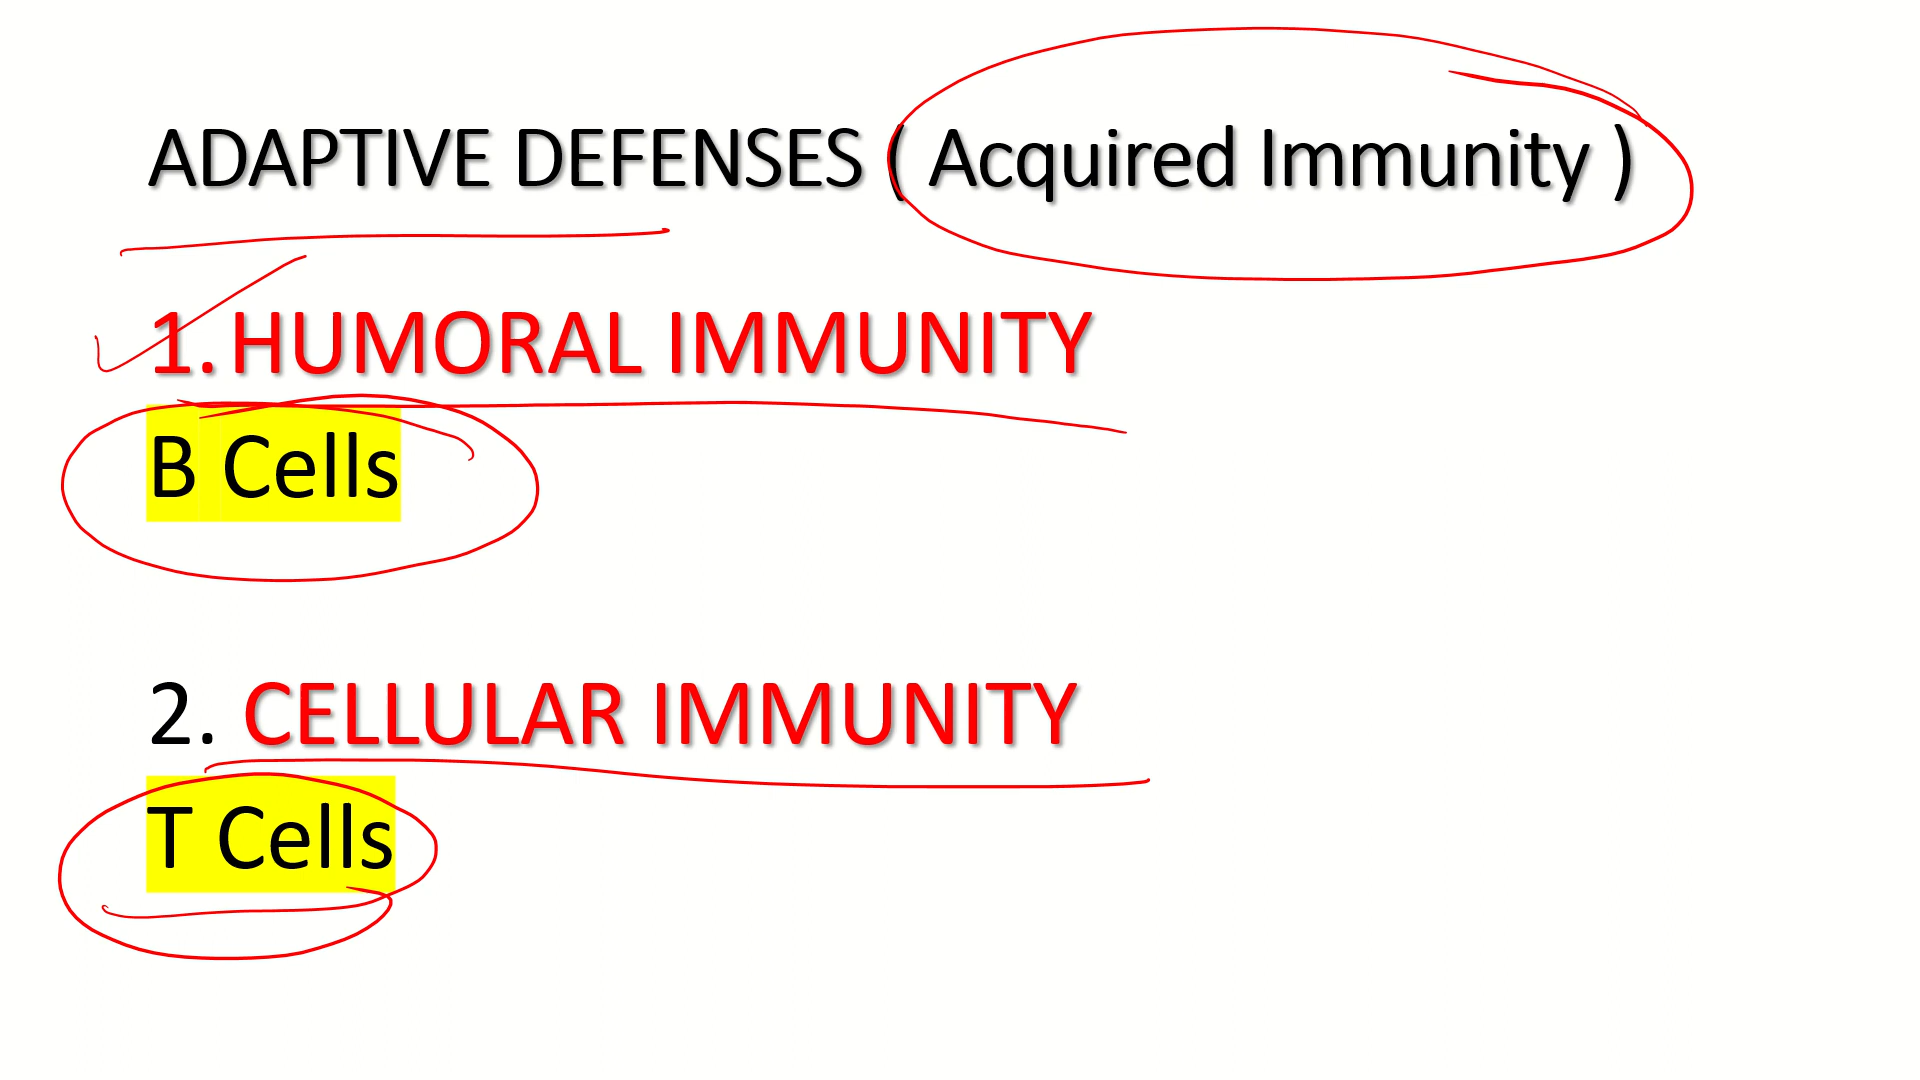 ADAPTIVE DEFENSES ( Acquired Immunity )
1. HUMORAL IMMUNITY
B Cells
2. CELLULAR IMMUNITY
T Cells